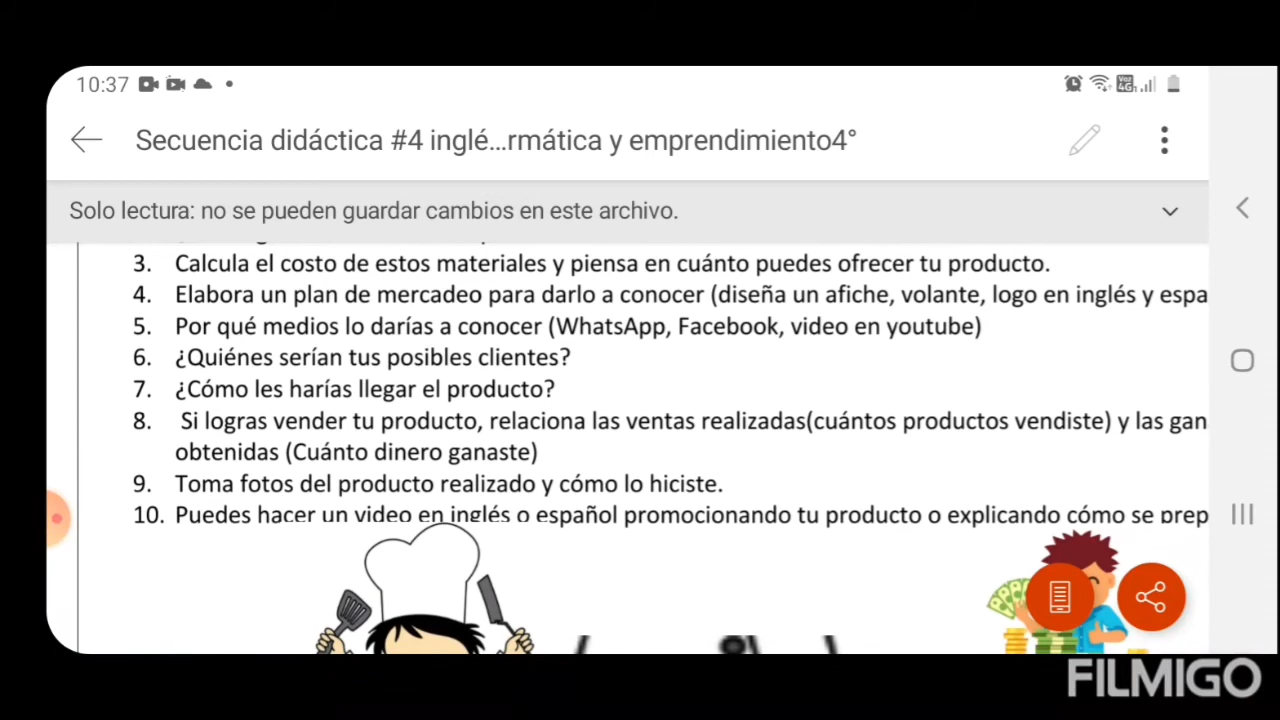 10:37
Voz
4G
Secuencia didáctica #4 inglé...rmática y emprendimiento4°
Solo lectura: no se pueden guardar cambios en este archivo.
3. Calcula el costo de estos materiales y piensa en cuánto puedes ofrecer tu producto.
4. Elabora un plan de mercadeo para darlo a conocer (diseña un afiche, volante, logo en inglés y espa
5. Por qué medios lo darías a conocer (WhatsApp, Facebook, video en youtube)
6. ¿Quiénes serían tus posibles clientes?
7. ¿Cómo les harías llegar el producto?
8. Si logras vender tu producto, relaciona las ventas realizadas(cuántos productos vendiste) y las gan
obtenidas (Cuánto dinero ganaste)
9. Toma fotos del producto realizado y cómo lo hiciste.
10. Puedes hacer un video en inglés o español promocionando tu producto o explicando cómo se prep
FILMIGO